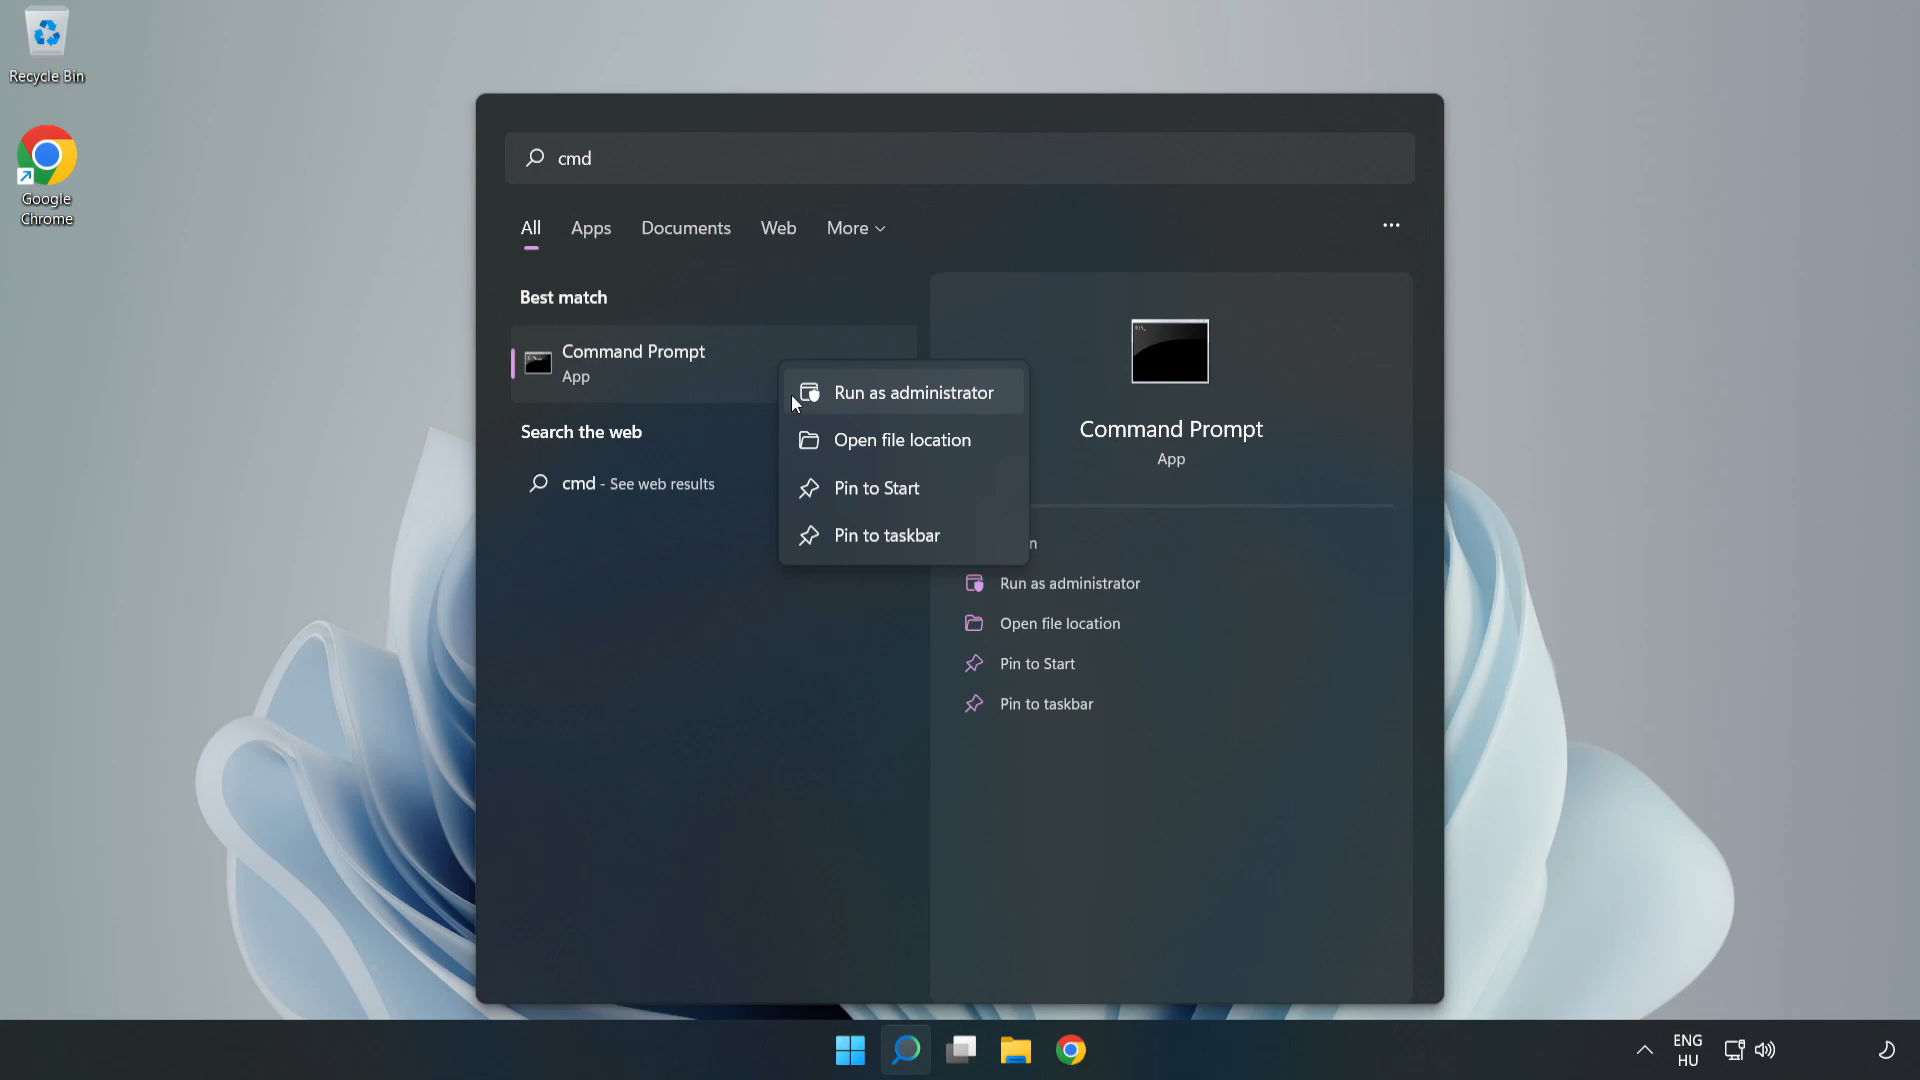 Recycle Bin
Google
Chrome
cmd
All
Apps
Documents
Web
More
Best match
Command Prompt
App
Search the web
cmd - See web results
Run as administrator
Open file location
Pin to Start
Pin to taskbar
Command Prompt
App
Run as administrator
Open file location
Pin to Start
Pin to taskbar
ENG
HU